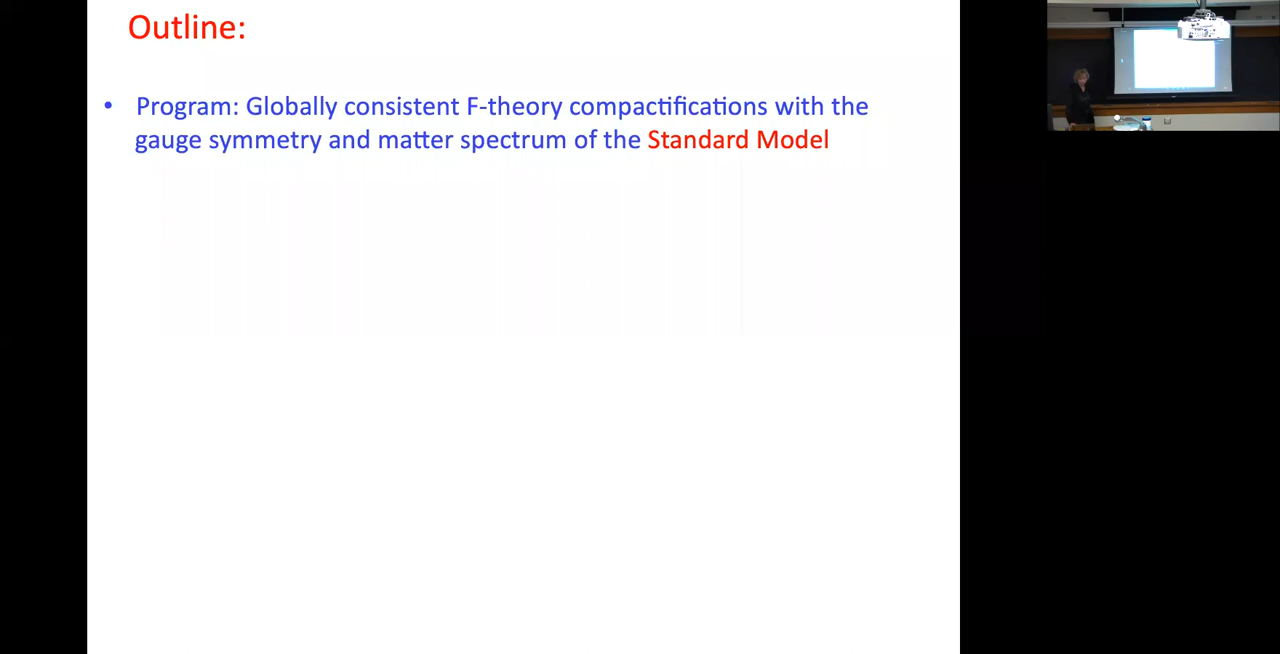 Outline:
• Program: Globally consistent F-theory compactifications with the
gauge symmetry and matter spectrum of the Standard Model